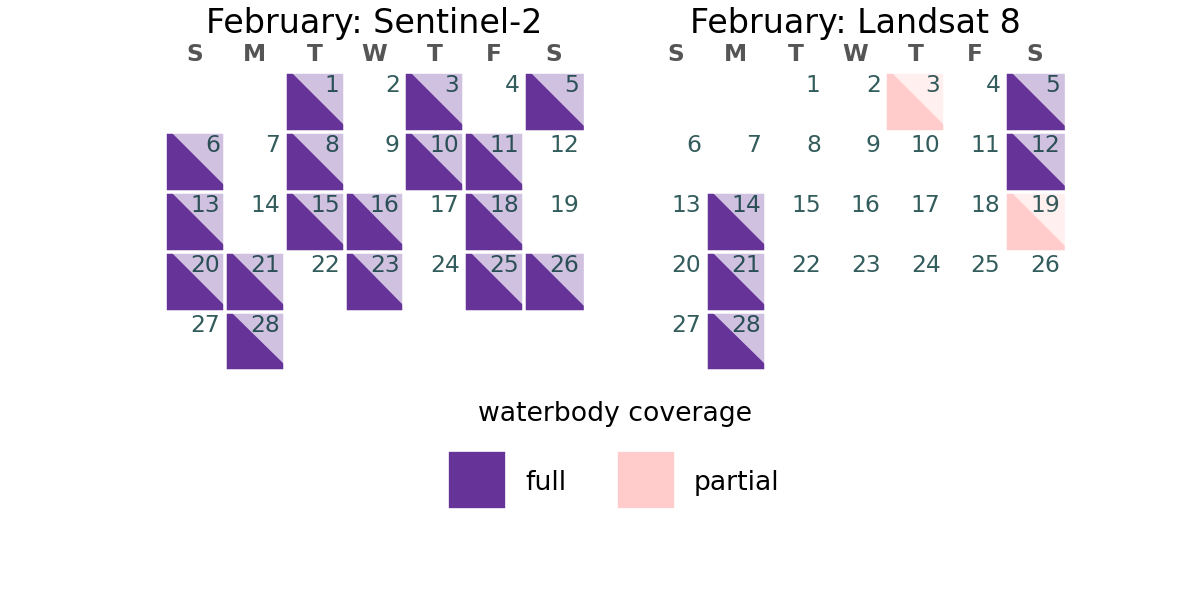 February: Sentinel-2
S M T W T F S
1 2 3 4 5
6 7 8 9 10 11 12
13 14 15 16 17 18 19
20 21 22 23 24 25 26
27 28
February: Landsat 8
S M T W T F S
1 2 3 4 5
6 7 8 9 10 11 12
13 14 15 16 17 18 19
20 21 22 23 24 25 26
27 28
waterbody coverage
full partial